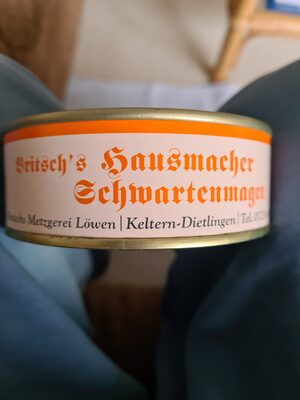 Britsch's Hausmacher
Schwartenmagen
Metzgerei Löwen | Keltern-Dietlingen | Tel.